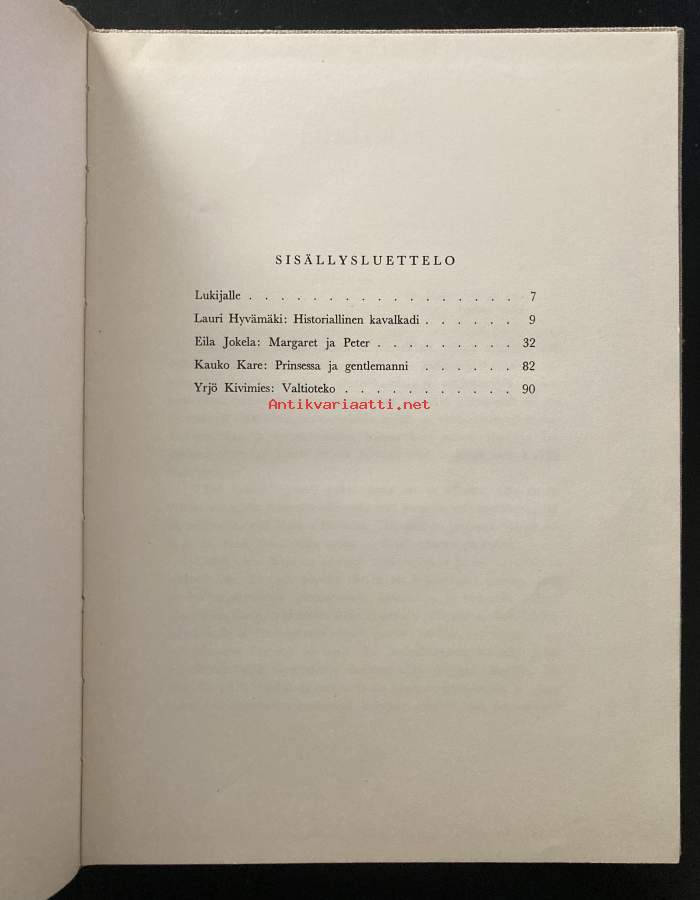 SISÄLLYSLUETTELO
Lukijalle . . . . . . . . . . . . . . . 7
Lauri Hyvämäki: Historiallinen kavalkadi . . . . . . 9
Eila Jokela: Margaret ja Peter . . . . . . . . . 32
Kauko Kare: Prinsessa ja gentlemanni . . . . . . 82
Yrjö Kivimies: Valtioteko . . . . . . . . . . . 90
Antikvariaatti.net